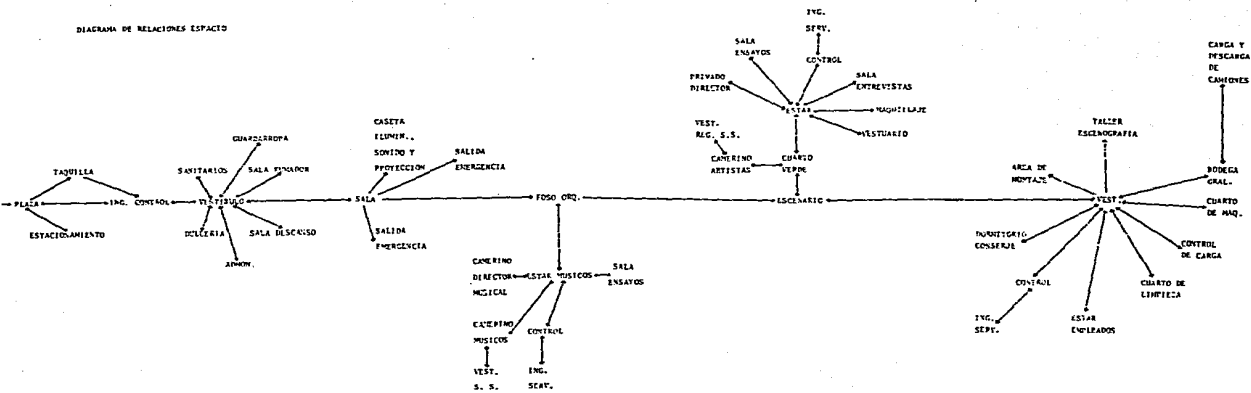 DIAGRAMA DE RELACIONES ESPACIO
PLAZA
TAQUILLA
ESTACIONAMIENTO
ING. CONTROL
VESTIBULO
SANITARIOS
GUARDARROPA
SALA FUMADOR
DULCERIA
ADMON.
SALA DESCANSO
SALA
CASETA
ILUMIN.,
SONIDO Y
PROYECCION
SALIDA
EMERGENCIA
SALIDA
EMERGENCIA
FOSO ORQ.
ESTAR MUSICOS
CAMERINO
DIRECTOR
MUSICAL
SALA
ENSAYOS
CAMERINO
MUSICOS
VEST.
S. S.
CONTROL
ING.
SERV.
ESCENARIO
CUARTO
VERDE
CAMERINO
ARTISTAS
VEST.
REG. S.S.
ESTAR
PRIVADO
DIRECTOR
SALA
ENSAYOS
CONTROL
ING.
SERV.
SALA
ENTREVISTAS
MAQUILLAJE
VESTUARIO
VEST.
AREA DE
MONTAJE
TALLER
ESCENOGRAFIA
BODEGA
GRAL.
CARGA Y
DESCARGA
DE
CAMIONES
CUARTO
DE MAQ.
CONTROL
DE CARGA
CUARTO DE
LIMPIEZA
ESTAR
EMPLEADOS
CONTROL
ING.
SERV.
DORMITORIO
CONSERJE